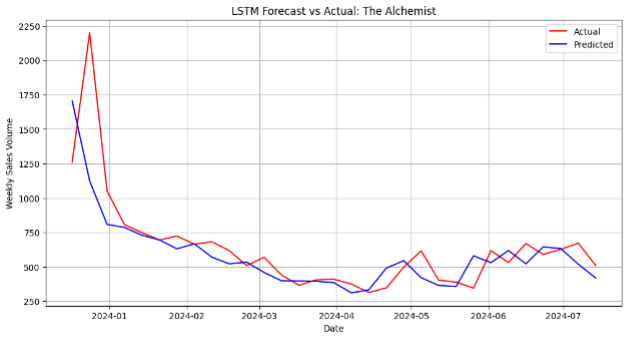 LSTM Forecast vs Actual: The Alchemist
Actual
Predicted
Weekly Sales Volume
2250
2000
1750
1500
1250
1000
750
500
250
2024-01 2024-02 2024-03 2024-04 2024-05 2024-06 2024-07
Date